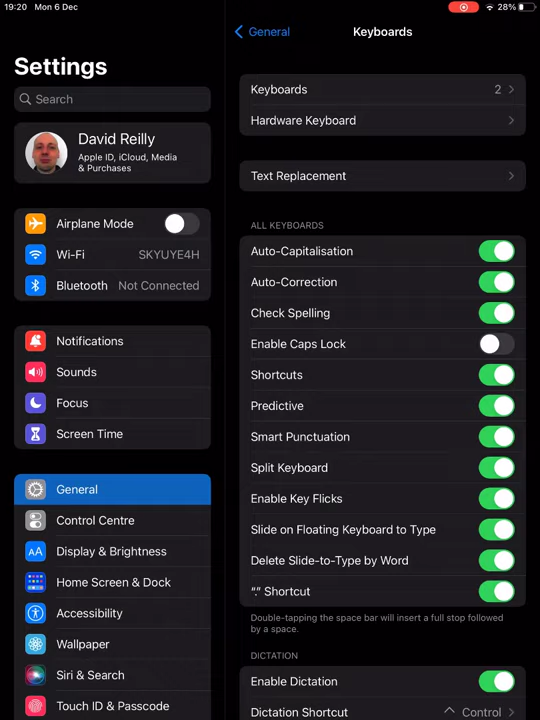 19:20 Mon 6 Dec
28%
Settings
Search
David Reilly
Apple ID, iCloud, Media
& Purchases
Airplane Mode
Wi-Fi SKYUYE4H
Bluetooth Not Connected
Notifications
Sounds
Focus
Screen Time
General
Control Centre
AA Display & Brightness
Home Screen & Dock
Accessibility
Wallpaper
Siri & Search
Touch ID & Passcode
General
Keyboards
Keyboards 2
Hardware Keyboard
Text Replacement
ALL KEYBOARDS
Auto-Capitalisation
Auto-Correction
Check Spelling
Enable Caps Lock
Shortcuts
Predictive
Smart Punctuation
Split Keyboard
Enable Key Flicks
Slide on Floating Keyboard to Type
Delete Slide-to-Type by Word
“.” Shortcut
Double-tapping the space bar will insert a full stop followed
by a space.
DICTATION
Enable Dictation
Dictation Shortcut Control